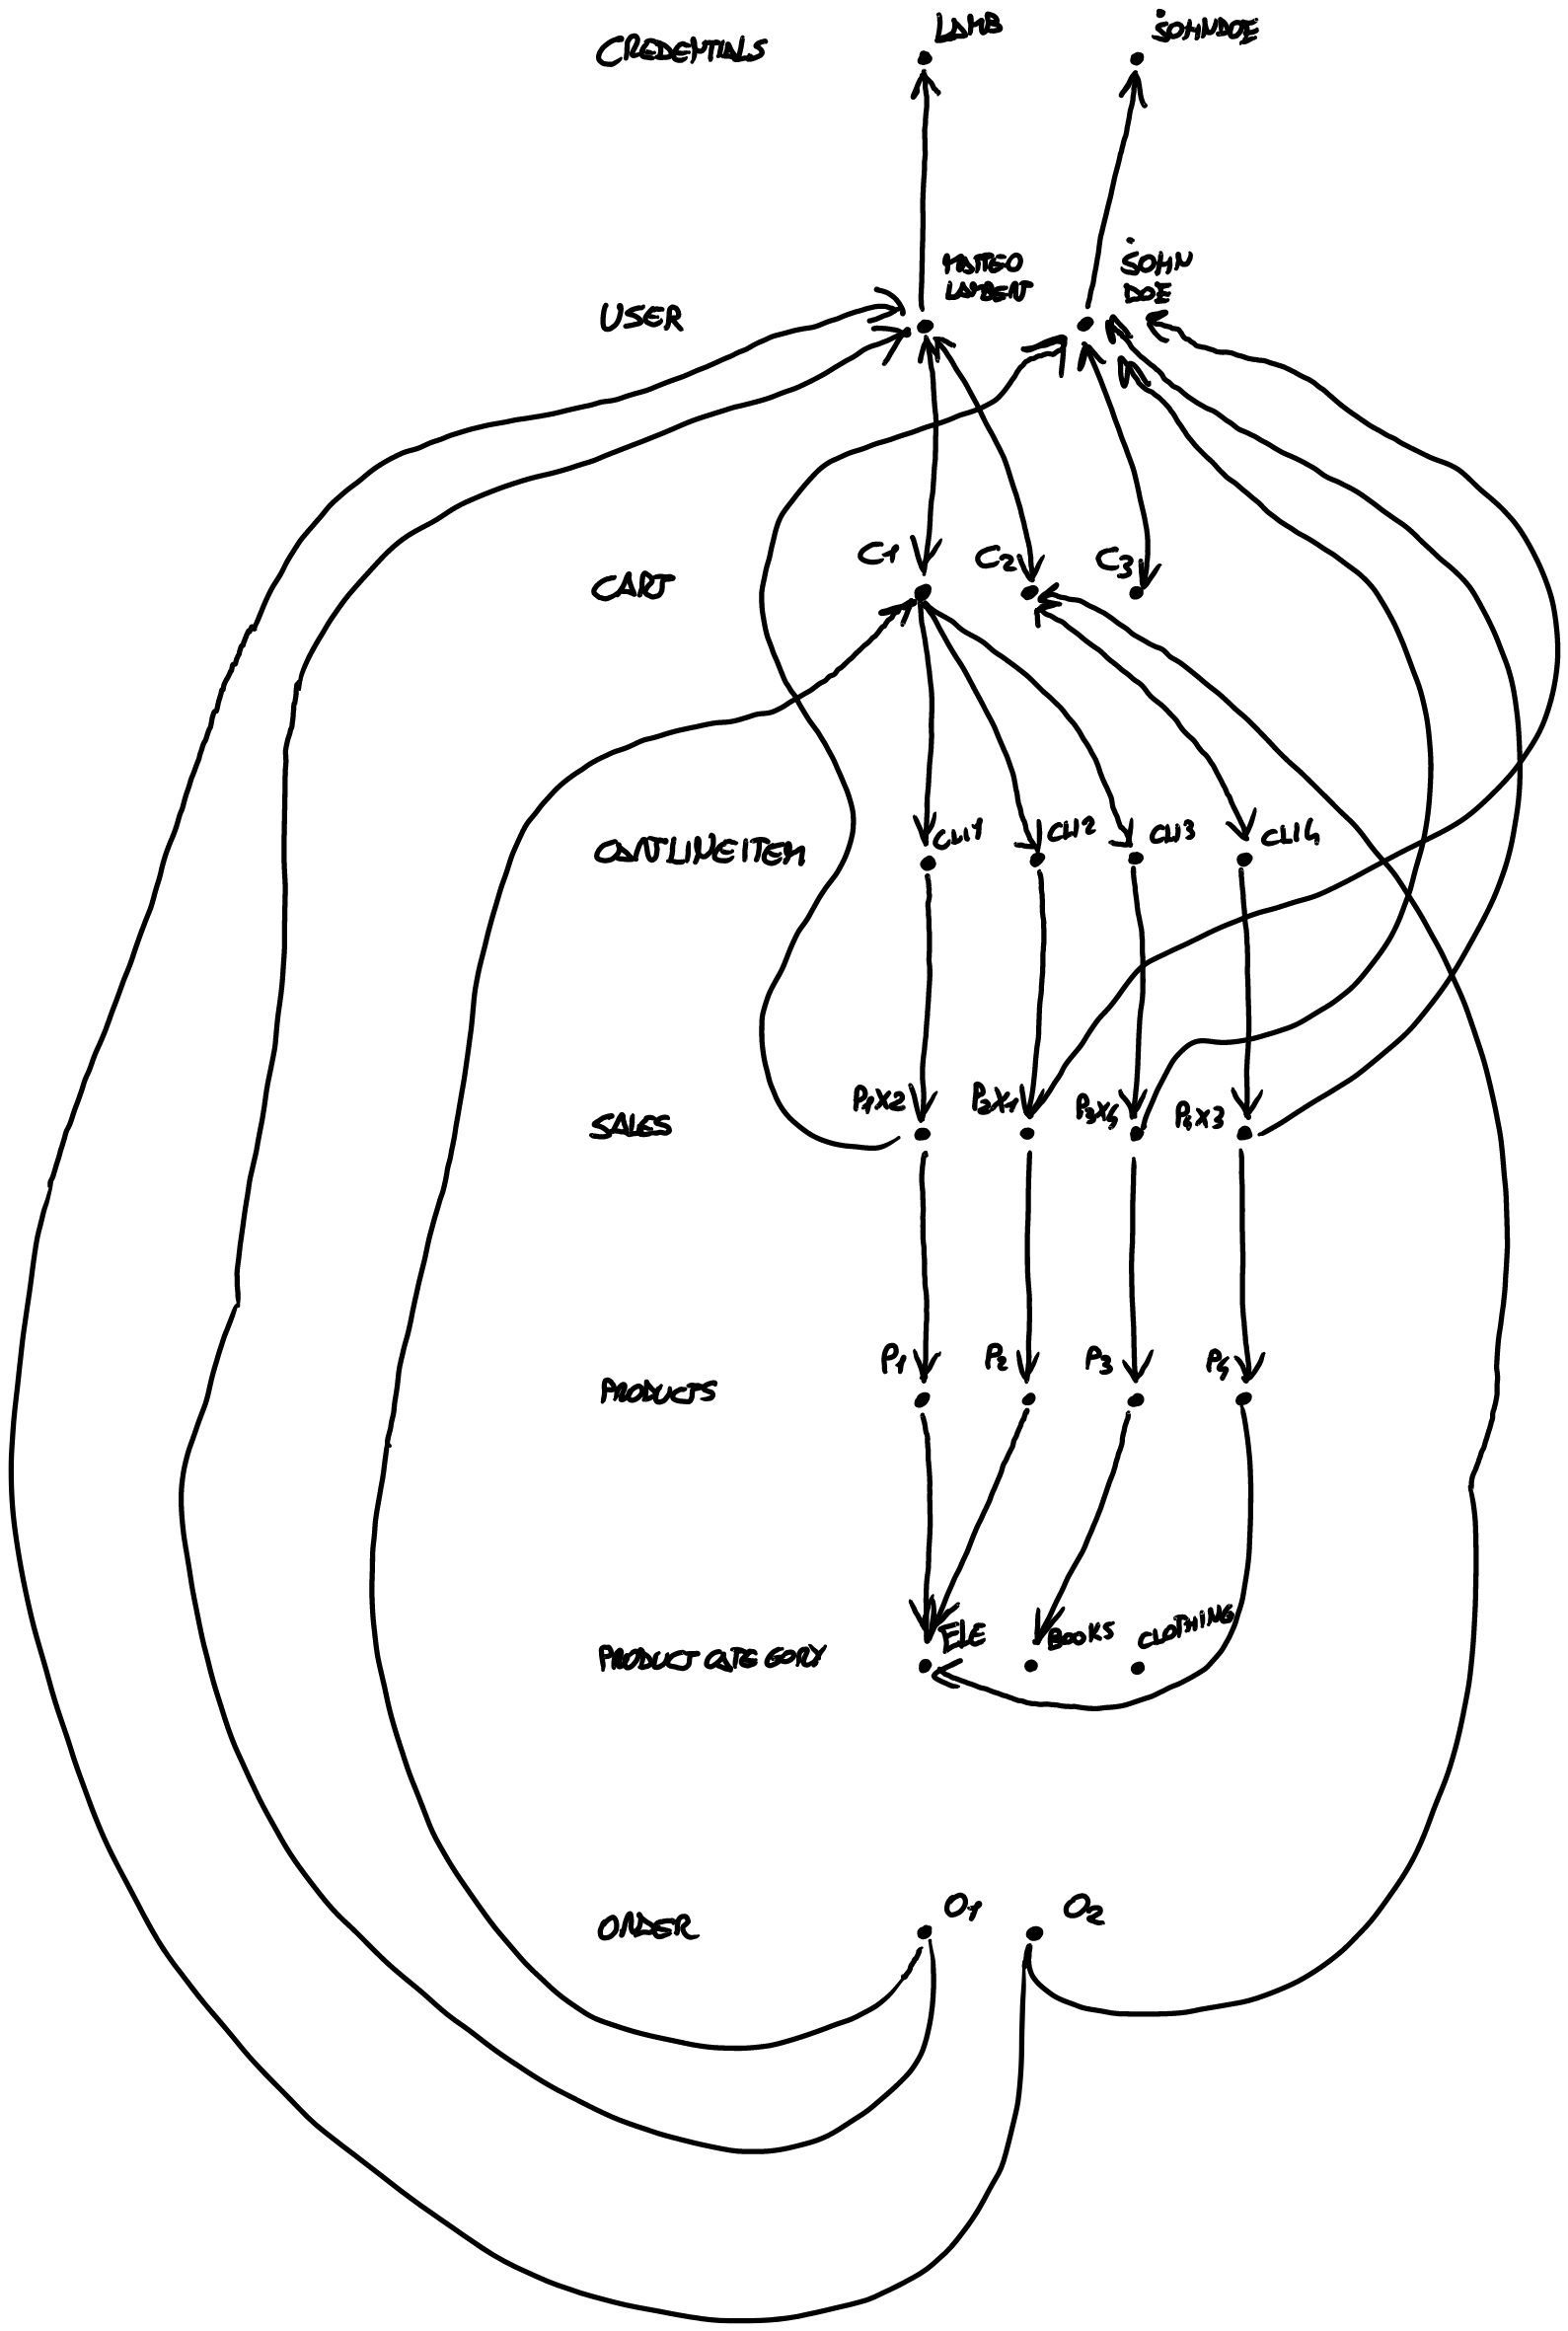 CREDENTIALS
LAMB
JOHNDOE
MATTEO
LAMBERT
JOHN
DOE
USER
C1
C2
C3
CART
CLI1
CLI2
CLI3
CLI4
CARTLINEITEM
P1X2
P2X1
P3X4
P4X3
SALES
P1
P2
P3
P4
PRODUCTS
ELE
BOOKS
CLOTHING
PRODUCT CATEGORY
O1
O2
ORDER